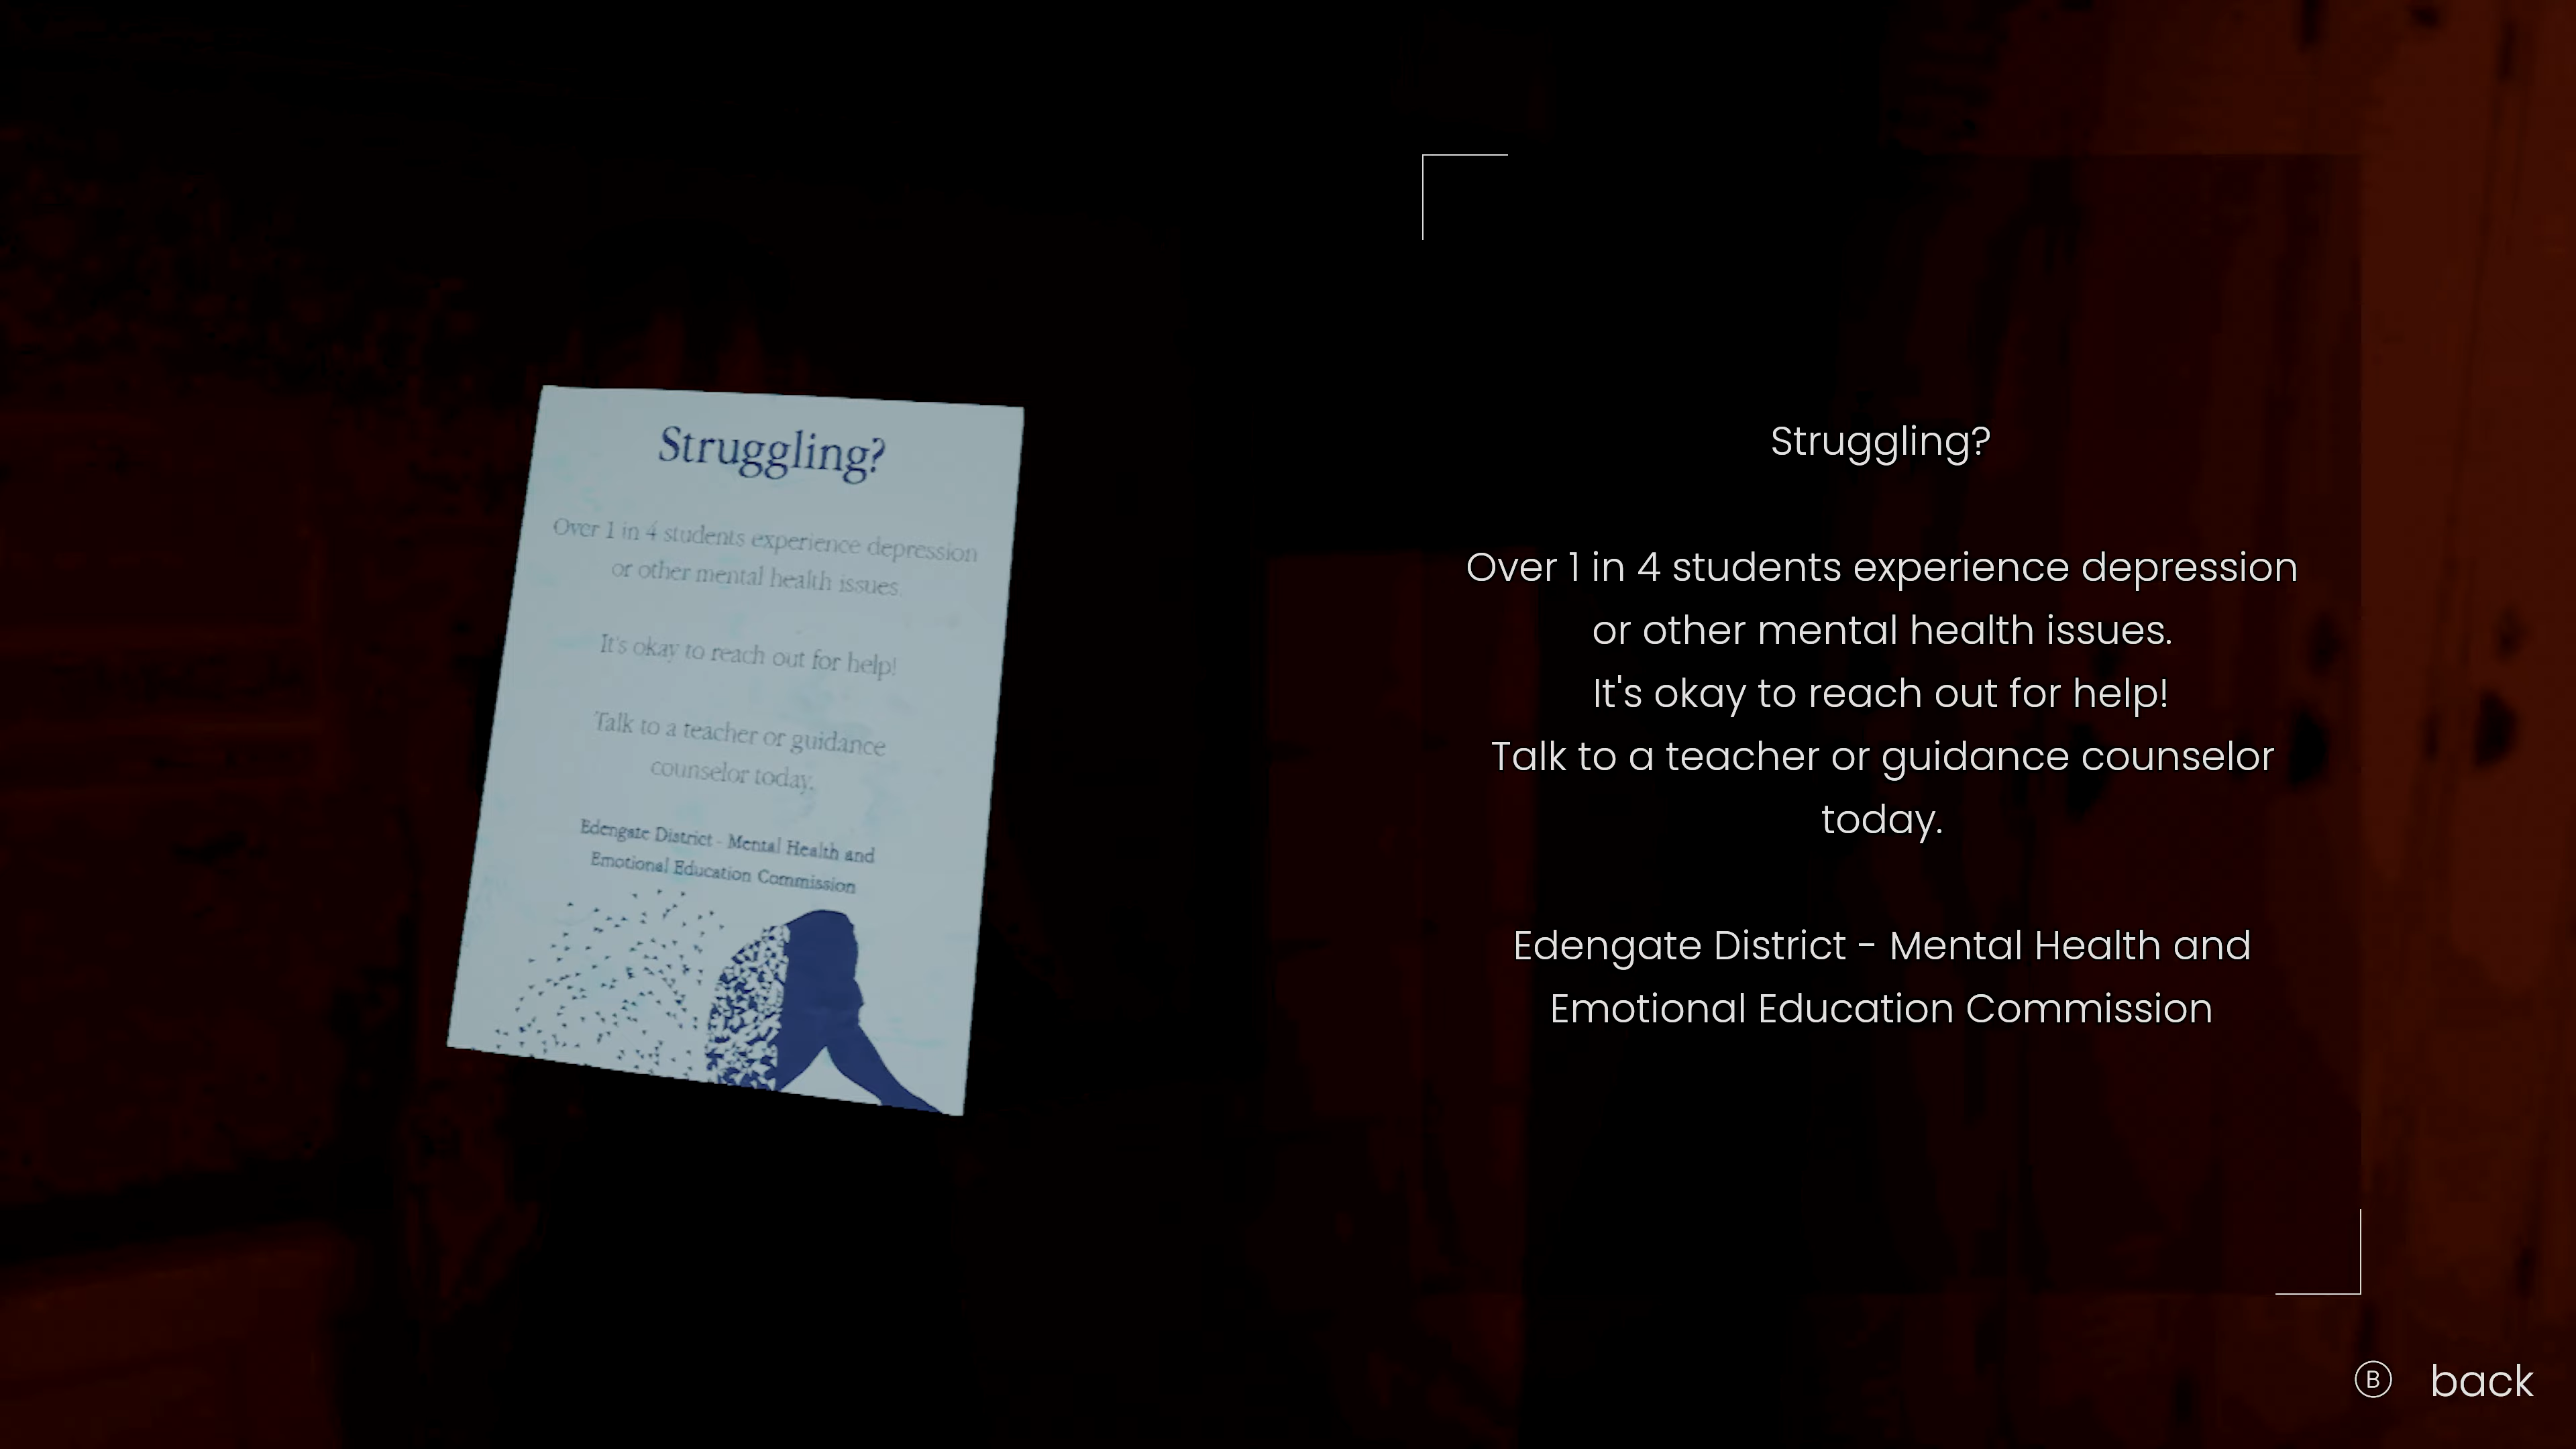 Struggling?
Over 1 in 4 students experience depression
or other mental health issues.
It's okay to reach out for help!
Talk to a teacher or guidance
counselor today.
Edengate District - Mental Health and
Emotional Education Commission
Struggling?
Over 1 in 4 students experience depression
or other mental health issues.
It's okay to reach out for help!
Talk to a teacher or guidance counselor
today.
Edengate District - Mental Health and
Emotional Education Commission
B back